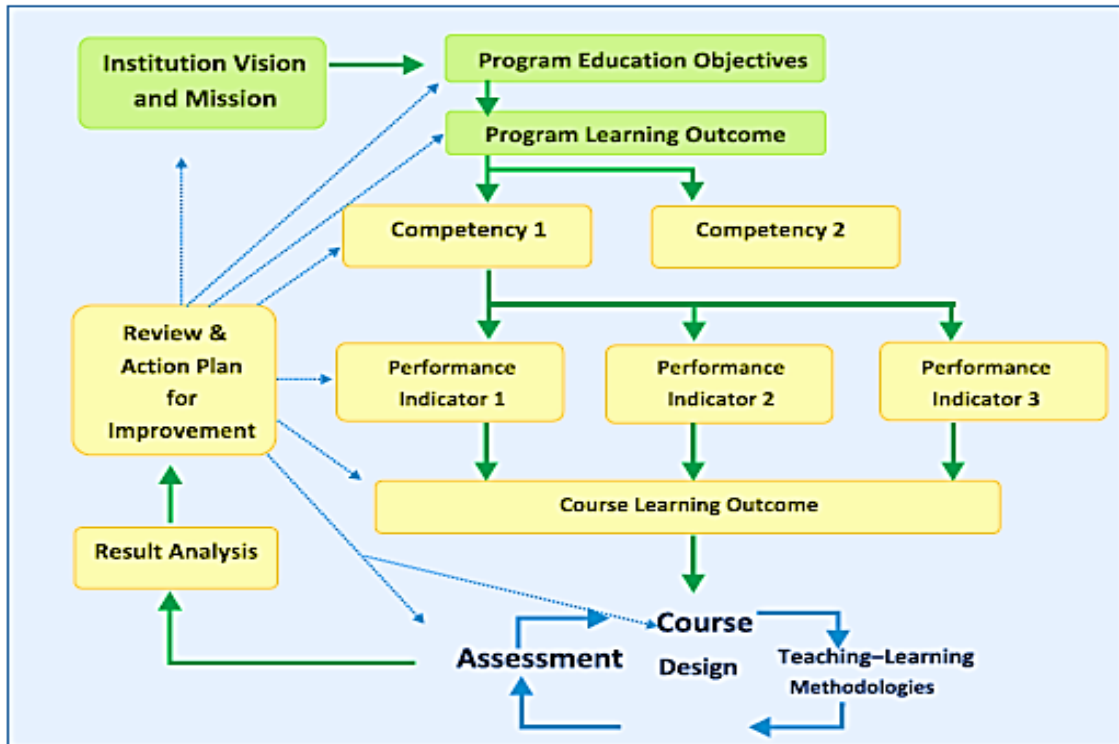 Institution Vision
and Mission
Program Education Objectives
Program Learning Outcome
Competency 1
Competency 2
Review &
Action Plan
for
Improvement
Performance
Indicator 1
Performance
Indicator 2
Performance
Indicator 3
Course Learning Outcome
Result Analysis
Course
Design
Assessment
Teaching–Learning
Methodologies